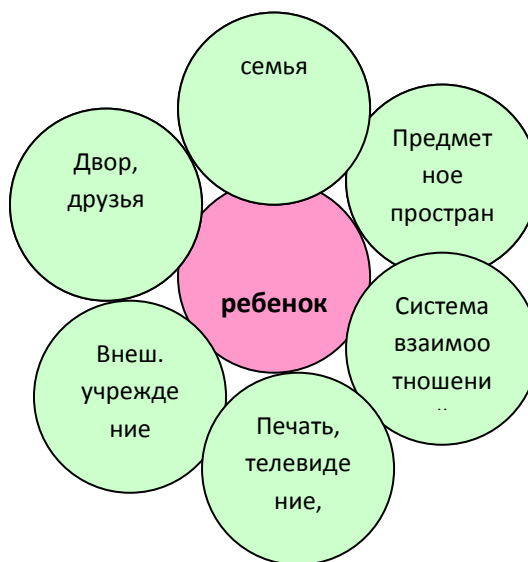 семья
Предмет
ное
простран
Двор,
друзья
ребенок
Система
взаимоо
тношени
Внеш.
учрежде
ние
Печать,
телевиде
ние,